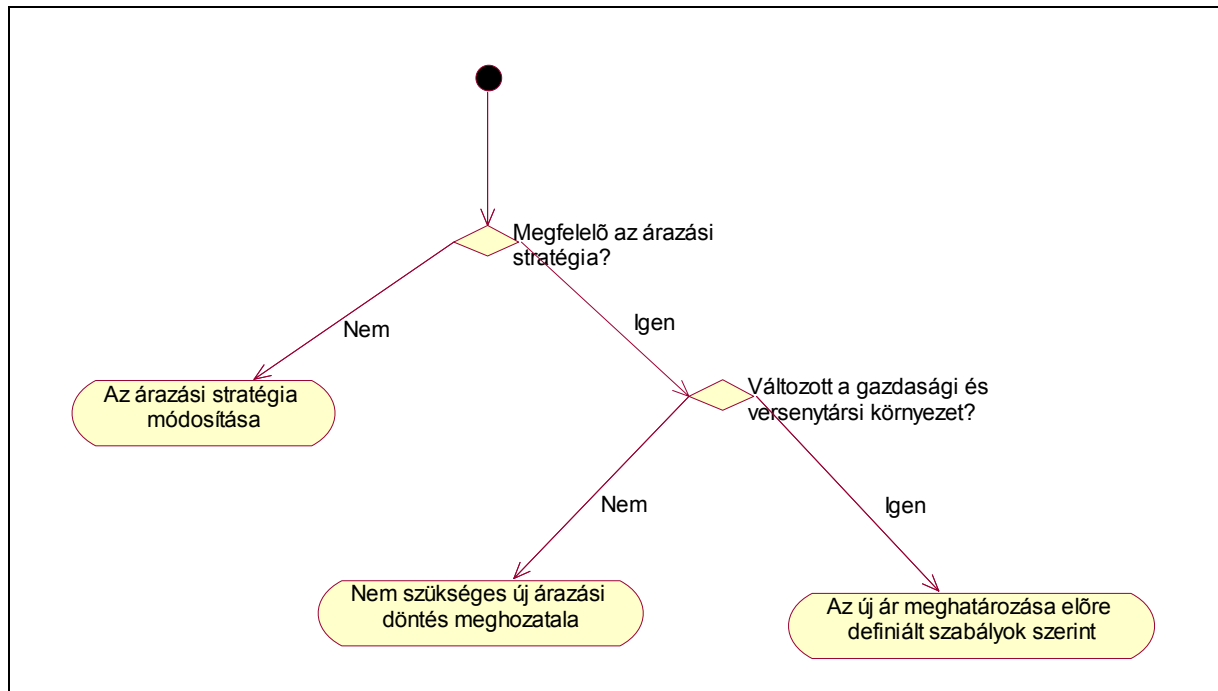 Megfelelõ az árazási
stratégia?
Nem
Igen
Az árazási stratégia
módosítása
Változott a gazdasági és
versenytársi környezet?
Nem
Igen
Nem szükséges új árazási
döntés meghozatala
Az új ár meghatározása elõre
definiált szabályok szerint